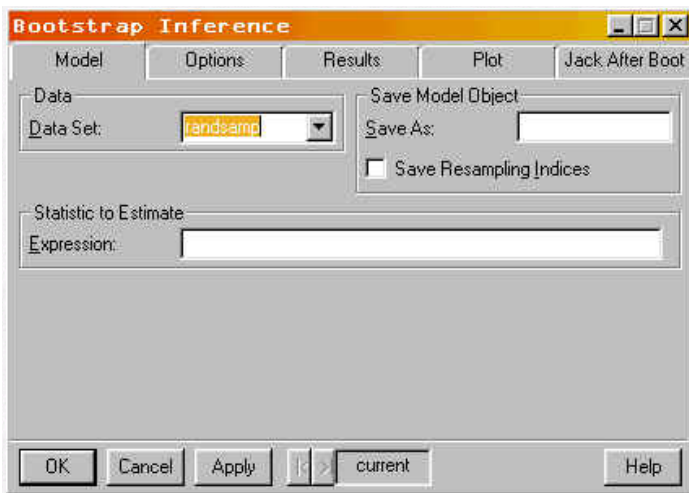 Bootstrap Inference
Model Options Results Plot Jack After Boot
Data
Data Set: randsamp
Save Model Object
Save As:
Save Resampling Indices
Statistic to Estimate
Expression:
OK Cancel Apply current Help